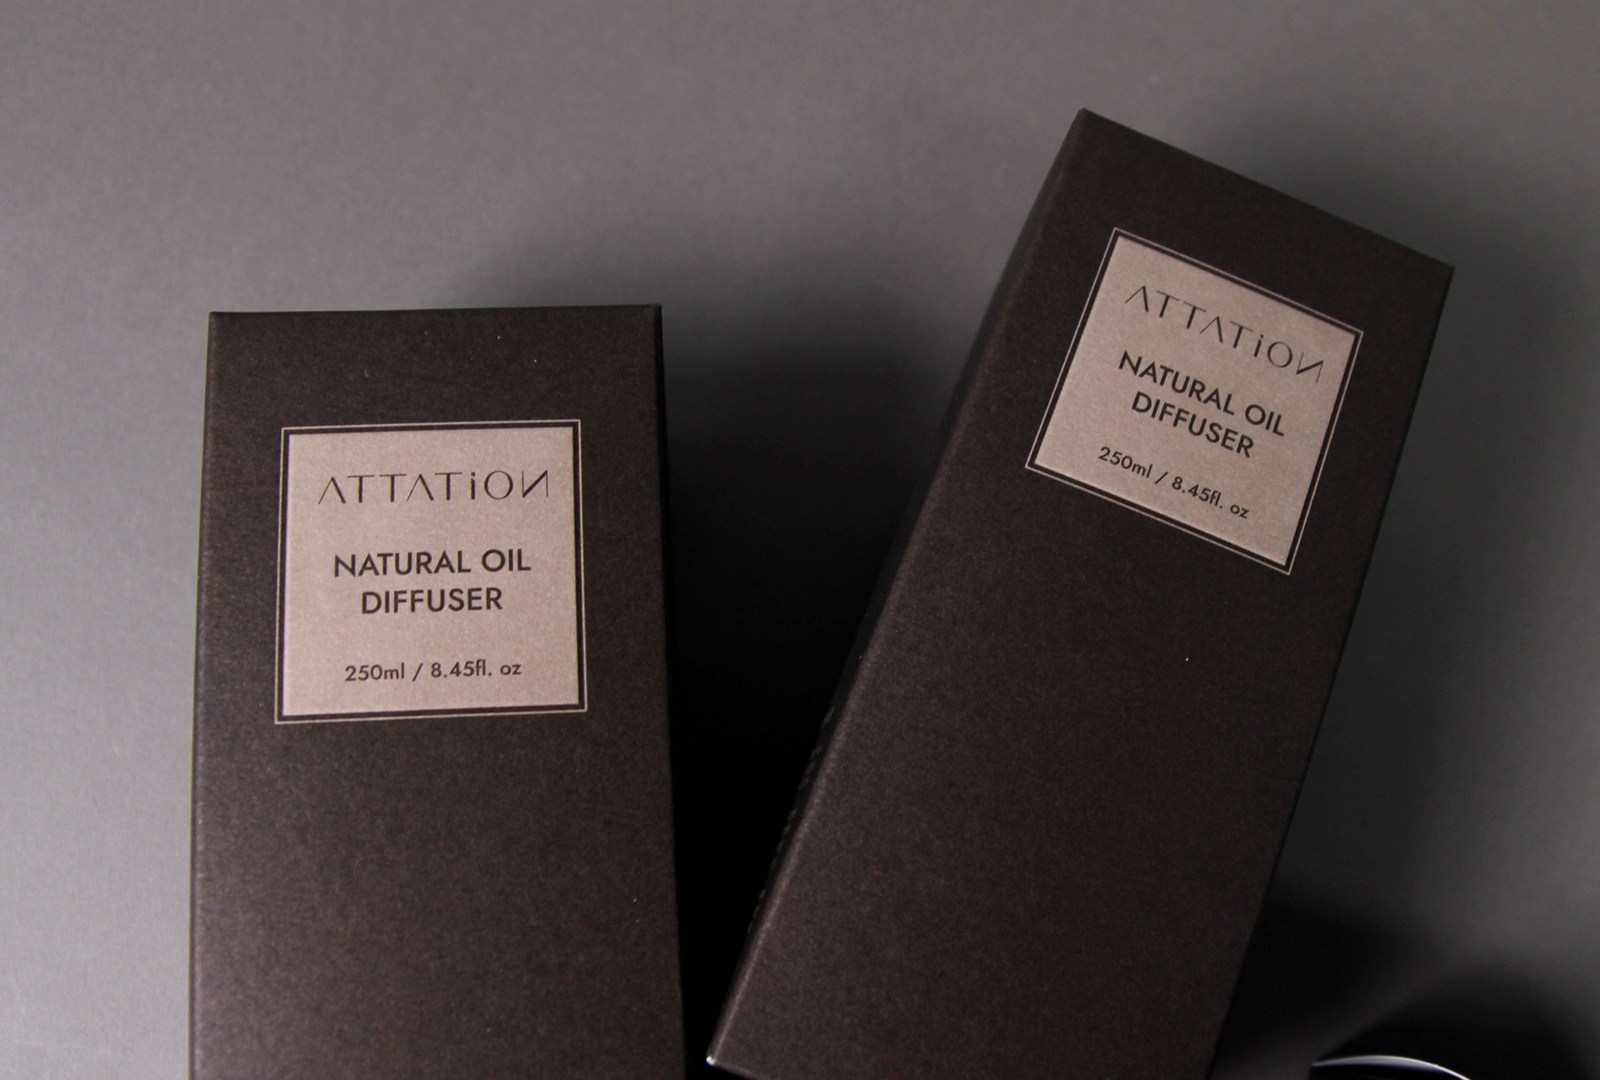 ATTATiON
NATURAL OIL
DIFFUSER
250ml / 8.45fl. oz
ATTATiON
NATURAL OIL
DIFFUSER
250ml / 8.45fl. oz